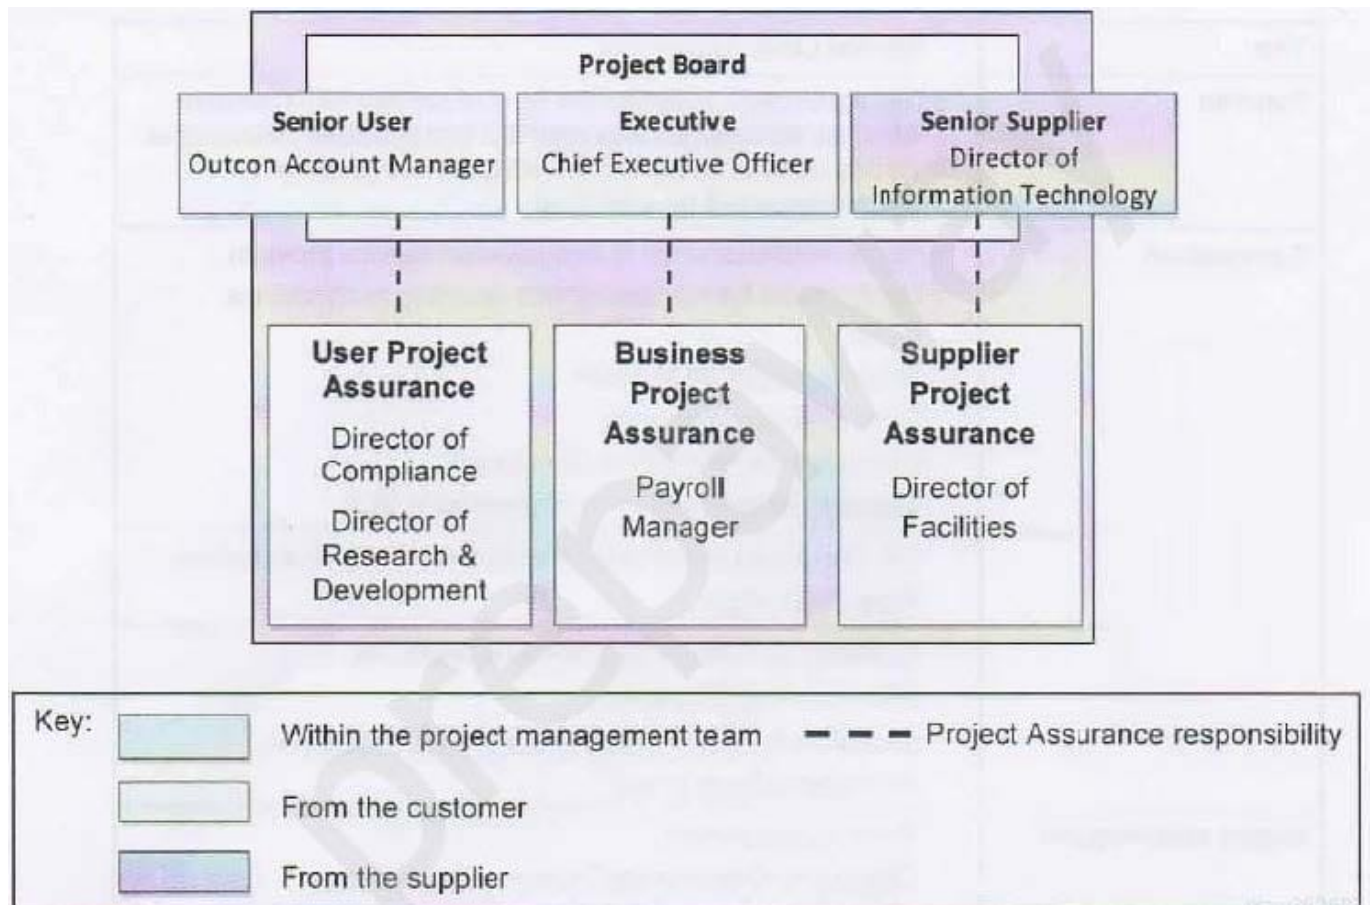 Project Board
Senior User
Outcon Account Manager
Executive
Chief Executive Officer
Senior Supplier
Director of
Information Technology
User Project
Assurance
Director of
Compliance
Director of
Research &
Development
Business
Project
Assurance
Payroll
Manager
Supplier
Project
Assurance
Director of
Facilities
Key:
Within the project management team
Project Assurance responsibility
From the customer
From the supplier
prepaway